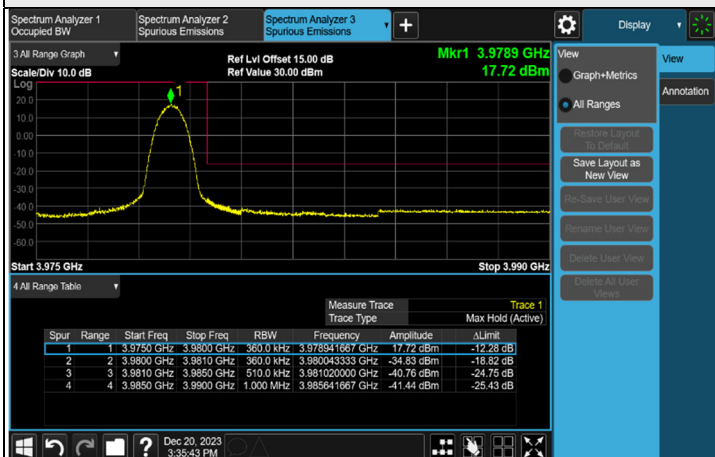 Spectrum Analyzer 1
Occupied BW
Spectrum Analyzer 2
Spurious Emissions
Spectrum Analyzer 3
Spurious Emissions
Display
3 All Range Graph
Scale/Div 10.0 dB
Ref Lvl Offset 15.00 dB
Ref Value 30.00 dBm
Mkr1 3.9789 GHz
17.72 dBm
Log
1
20.0
10.0
0.00
-10.0
-20.0
-30.0
-40.0
-50.0
-60.0
Start 3.975 GHz
Stop 3.990 GHz
4 All Range Table
Measure Trace Trace 1
Trace Type Max Hold (Active)
Spur Range Start Freq Stop Freq RBW Frequency Amplitude ΔLimit
1 1 3.9750 GHz 3.9800 GHz 360.0 kHz 3.978941667 GHz 17.72 dBm -12.28 dB
2 2 3.9800 GHz 3.9810 GHz 360.0 kHz 3.980043333 GHz -34.83 dBm -18.82 dB
3 3 3.9810 GHz 3.9850 GHz 510.0 kHz 3.981020000 GHz -40.76 dBm -24.75 dB
4 4 3.9850 GHz 3.9900 GHz 1.000 MHz 3.985641667 GHz -41.44 dBm -25.43 dB
View
Graph+Metrics
All Ranges
Restore Layout
To Default
Save Layout as
New View
Re-Save User View
Rename User View
Delete User View
Delete All User
Views
View
Annotation
?
Dec 20, 2023
3:35:43 PM